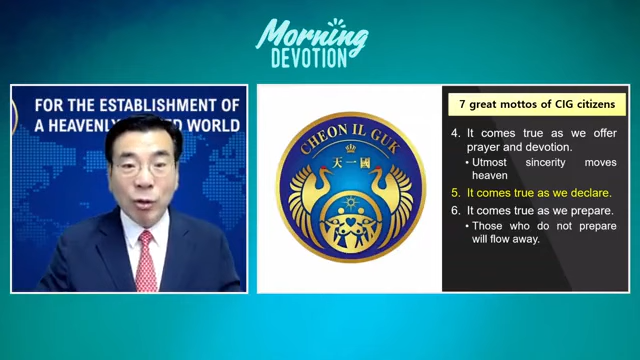 Morning
DEVOTION
FOR THE ESTABLISHMENT OF
A HEAVENLY WORLD
CHEON IL GUK
天一國
7 great mottos of CIG citizens
4. It comes true as we offer
prayer and devotion.
• Utmost sincerity moves
heaven
5. It comes true as we declare.
6. It comes true as we prepare.
• Those who do not prepare
will flow away.